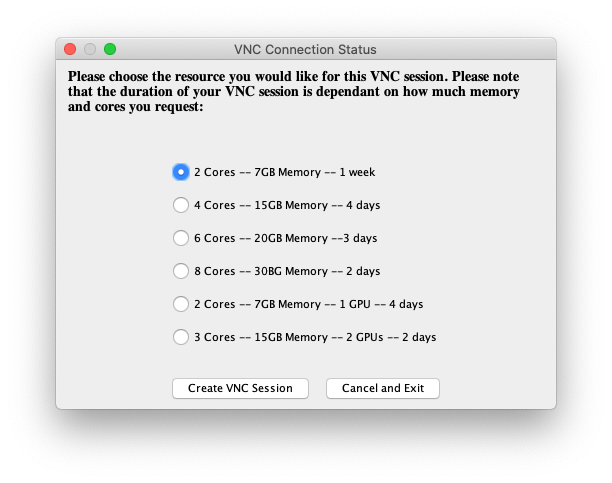 VNC Connection Status
Please choose the resource you would like for this VNC session. Please note
that the duration of your VNC session is dependant on how much memory
and cores you request:
2 Cores -- 7GB Memory -- 1 week
4 Cores -- 15GB Memory -- 4 days
6 Cores -- 20GB Memory --3 days
8 Cores -- 30BG Memory -- 2 days
2 Cores -- 7GB Memory -- 1 GPU -- 4 days
3 Cores -- 15GB Memory -- 2 GPUs -- 2 days
Create VNC Session Cancel and Exit